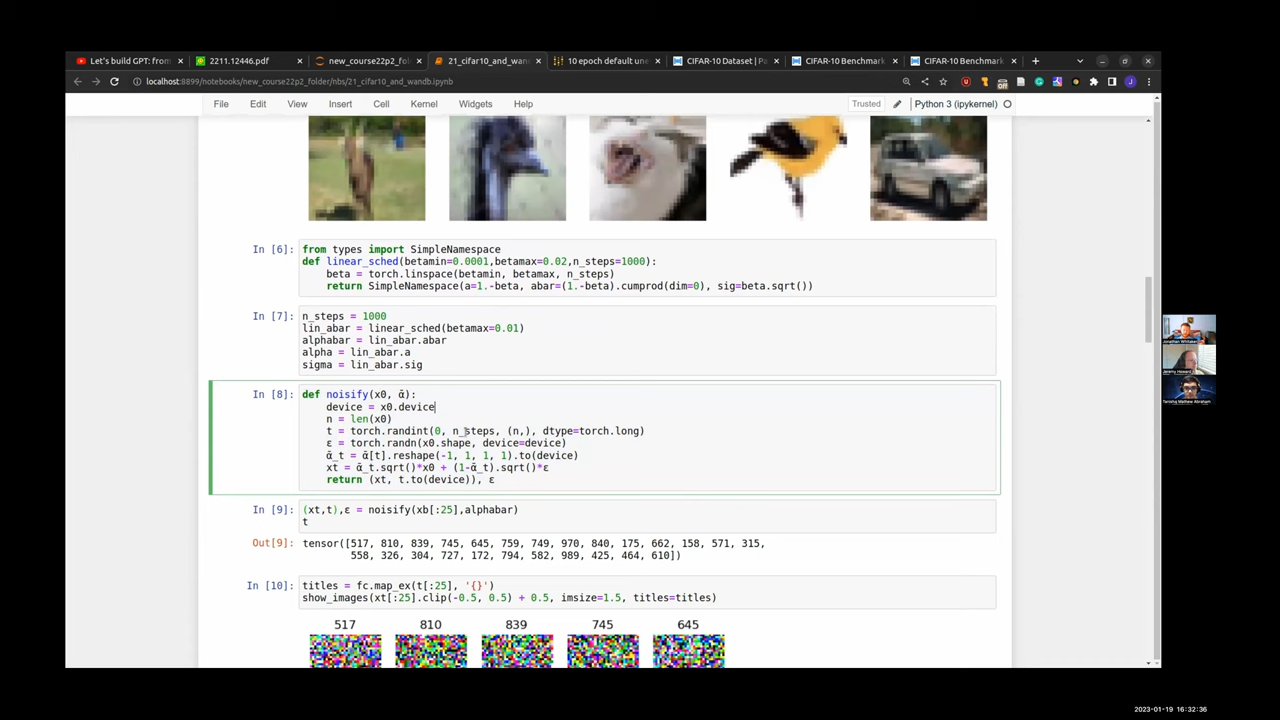 Let's build GPT: from
2211.12446.pdf
new_course22p2_fo
21_cifar10_and_wan
10 epoch default une
CIFAR-10 Dataset | Pa
CIFAR-10 Benchmark
CIFAR-10 Benchmark
localhost:8899/notebooks/new_course22p2_folder/nbs/21_cifar10_and_wandb.ipynb
File Edit View Insert Cell Kernel Widgets Help
Trusted Python 3 (ipykernel)
In [6]:
from types import SimpleNamespace
def linear_sched(betamin=0.0001,betamax=0.02,n_steps=1000):
    beta = torch.linspace(betamin, betamax, n_steps)
    return SimpleNamespace(a=1.-beta, abar=(1.-beta).cumprod(dim=0), sig=beta.sqrt())
In [7]:
n_steps = 1000
lin_abar = linear_sched(betamax=0.01)
alphabar = lin_abar.abar
alpha = lin_abar.a
sigma = lin_abar.sig
In [8]:
def noisify(x0, ᾱ):
    device = x0.device
    n = len(x0)
    t = torch.randint(0, n_steps, (n,), dtype=torch.long)
    ε = torch.randn(x0.shape, device=device)
    ᾱ_t = ᾱ[t].reshape(-1, 1, 1, 1).to(device)
    xt = ᾱ_t.sqrt()*x0 + (1-ᾱ_t).sqrt()*ε
    return (xt, t.to(device)), ε
In [9]:
(xt,t),ε = noisify(xb[:25],alphabar)
t
Out[9]:
tensor([517, 810, 839, 745, 645, 759, 749, 970, 840, 175, 662, 158, 571, 315,
        558, 326, 304, 727, 172, 794, 582, 989, 425, 464, 610])
In [10]:
titles = fc.map_ex(t[:25], '{}')
show_images(xt[:25].clip(-0.5, 0.5) + 0.5, imsize=1.5, titles=titles)
517 810 839 745 645
Jonathan Whitaker
Jeremy Howard
Tanishq Mathew Abraham
2023-01-19 16:32:36